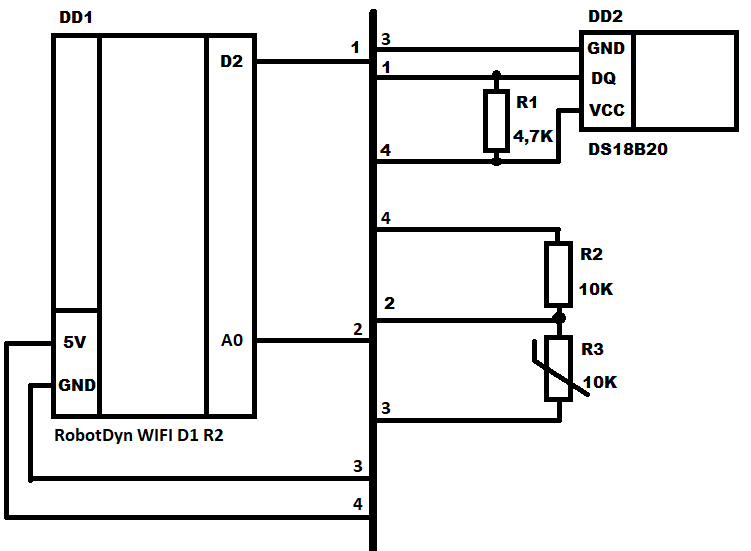 DD1
DD2
D2
1
3
GND
1
DQ
R1
VCC
4,7K
4
DS18B20
4
R2
10K
2
5V
A0
2
R3
GND
10K
3
RobotDyn WIFI D1 R2
3
4